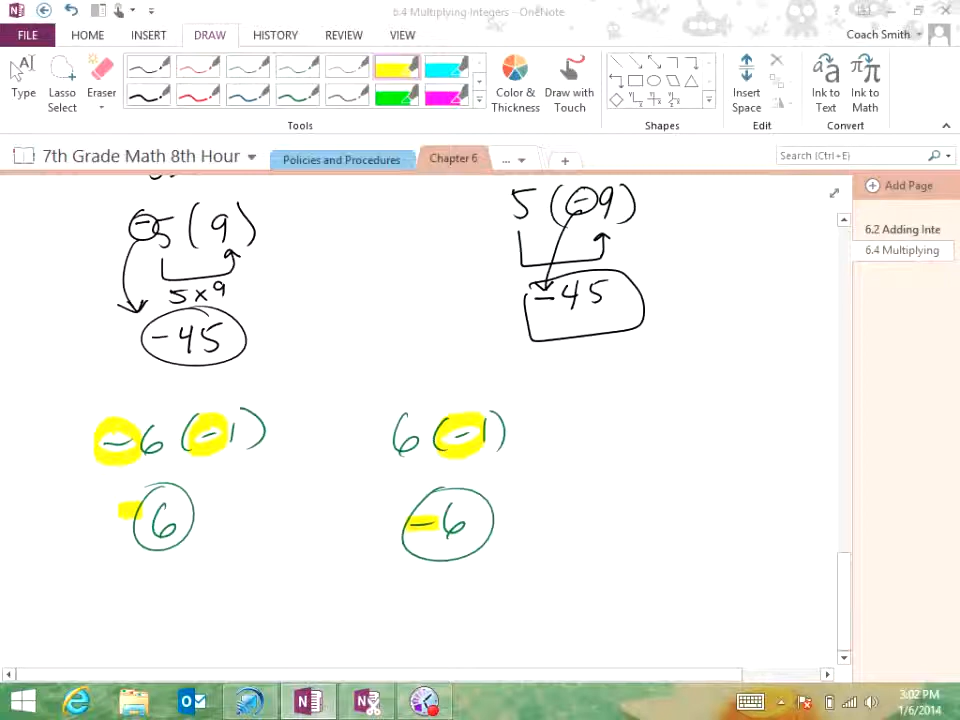 6.4 Multiplying Integers - OneNote
FILE HOME INSERT DRAW HISTORY REVIEW VIEW Coach Smith
Type Lasso Select Eraser Color & Thickness Draw with Touch Insert Space Ink to Text Ink to Math
Tools Shapes Edit Convert
7th Grade Math 8th Hour Policies and Procedures Chapter 6 ... + Search (Ctrl+E)
Add Page
6.2 Adding Inte
6.4 Multiplying
-5 (9)
5 x 9
-45
5 (-9)
-45
-6 (-1)
6
6 (-1)
-6
3:02 PM
1/6/2014